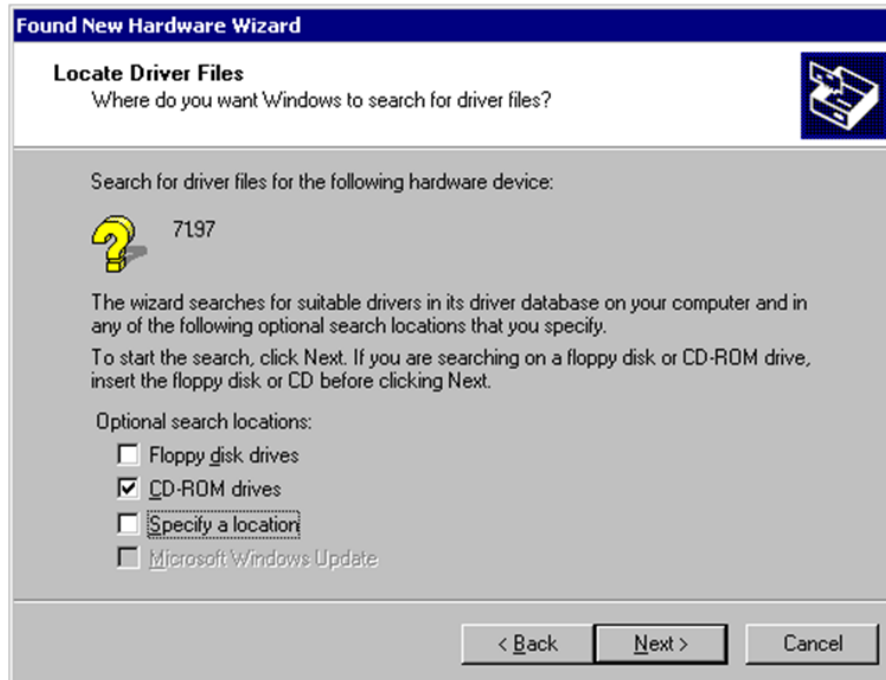 Found New Hardware Wizard
Locate Driver Files
Where do you want Windows to search for driver files?
Search for driver files for the following hardware device:
7197
The wizard searches for suitable drivers in its driver database on your computer and in
any of the following optional search locations that you specify.
To start the search, click Next. If you are searching on a floppy disk or CD-ROM drive,
insert the floppy disk or CD before clicking Next.
Optional search locations:
Floppy disk drives
CD-ROM drives
Specify a location
Microsoft Windows Update
< Back
Next >
Cancel